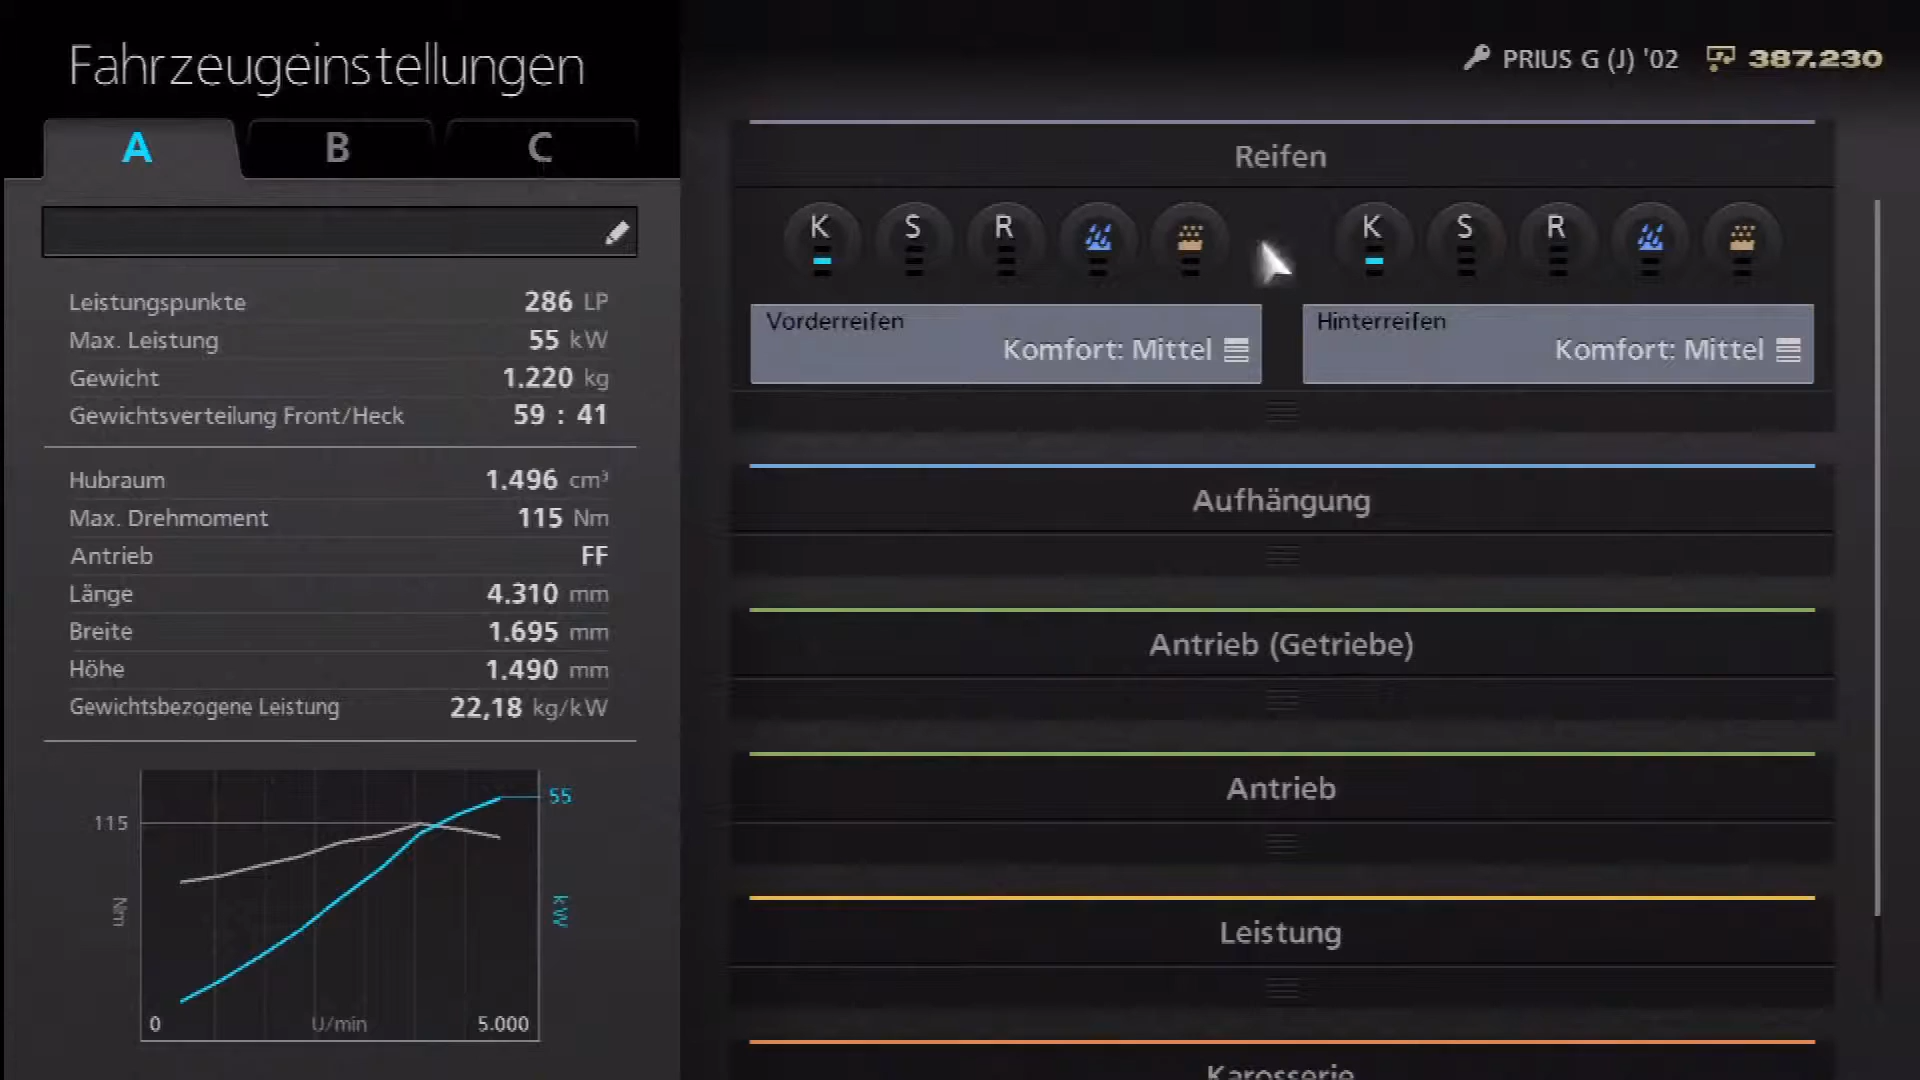 Fahrzeugeinstellungen
PRIUS G (J) '02 387.230
A B C
Leistungspunkte 286 LP
Max. Leistung 55 kW
Gewicht 1.220 kg
Gewichtsverteilung Front/Heck 59 : 41
Hubraum 1.496 cm³
Max. Drehmoment 115 Nm
Antrieb FF
Länge 4.310 mm
Breite 1.695 mm
Höhe 1.490 mm
Gewichtsbezogene Leistung 22,18 kg/kW
55
115
Nm
kW
0 U/min 5.000
Reifen
K S R K S R
Vorderreifen
Komfort: Mittel
Hinterreifen
Komfort: Mittel
Aufhängung
Antrieb (Getriebe)
Antrieb
Leistung
Karosserie